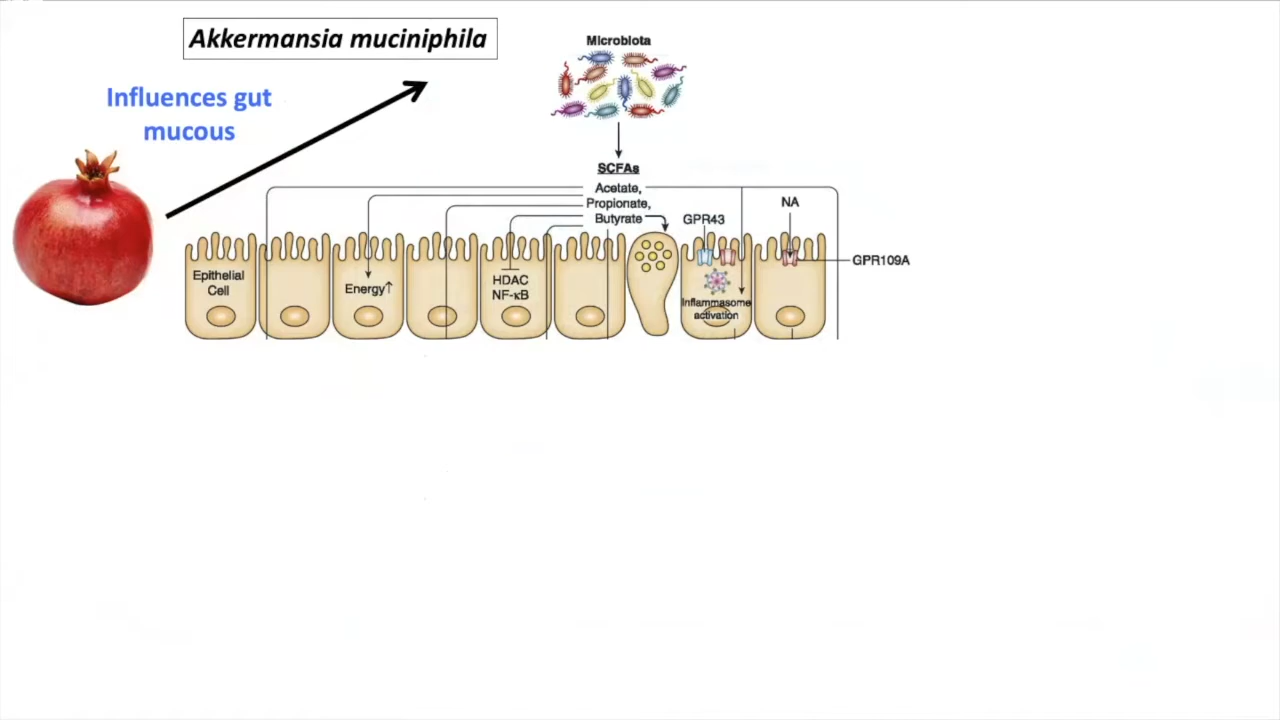 Akkermansia muciniphila
Influences gut
mucous
Microbiota
SCFAs
Acetate,
Propionate,
Butyrate
GPR43
NA
GPR109A
Epithelial
Cell
Energy↑
HDAC
NF-κB
Inflammasome
activation